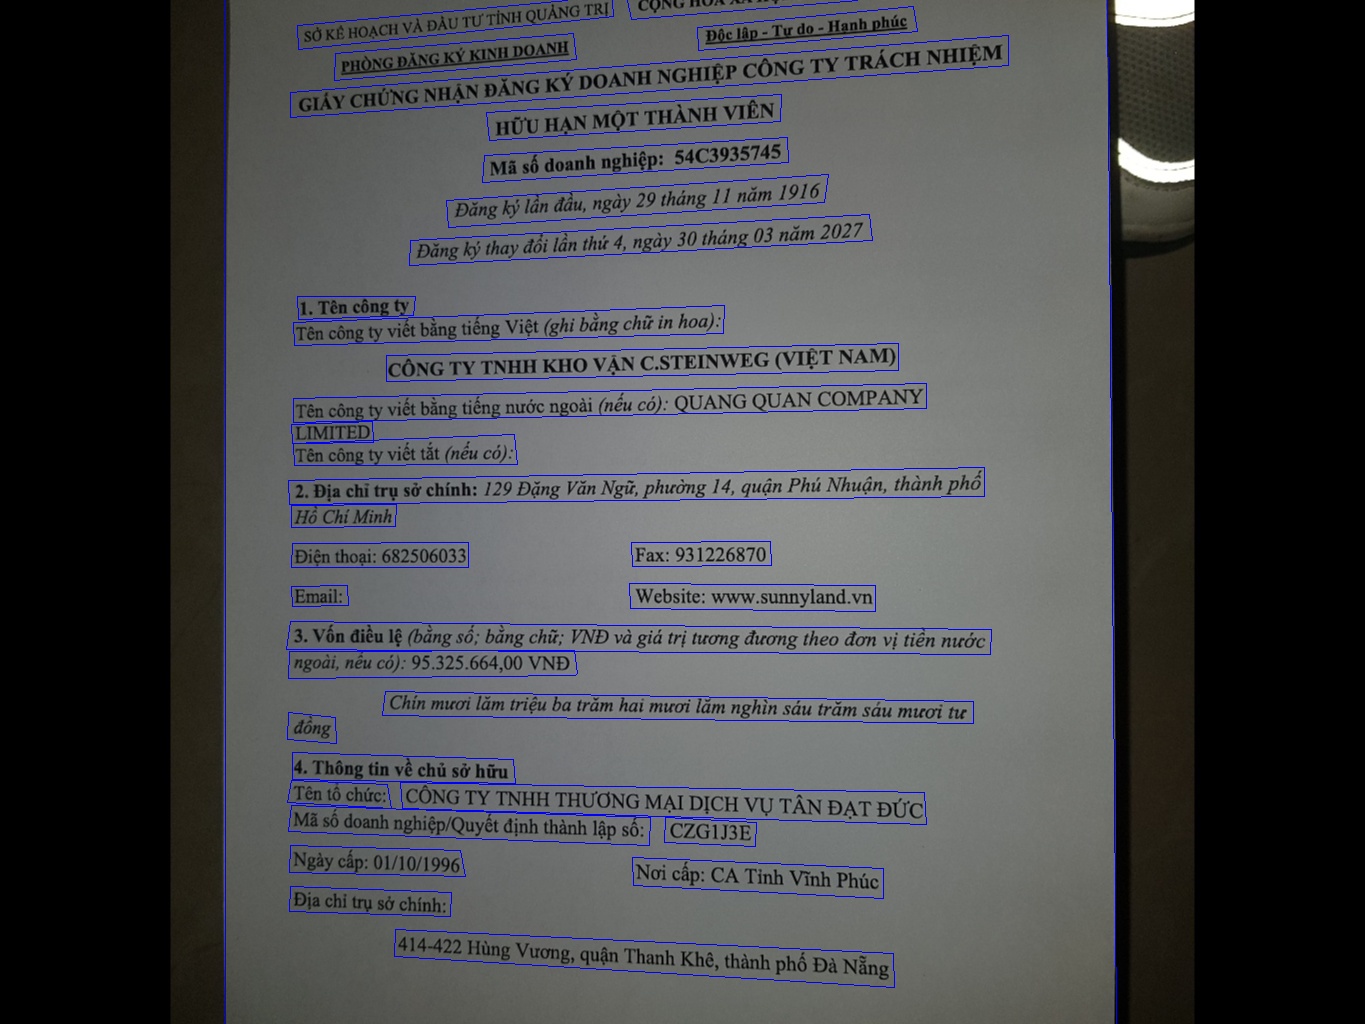 SỞ KẾ HOẠCH VÀ ĐẦU TƯ TỈNH QUẢNG TRỊ
PHÒNG ĐĂNG KÝ KINH DOANH
Độc lập - Tự do - Hạnh phúc
GIẤY CHỨNG NHẬN ĐĂNG KÝ DOANH NGHIỆP CÔNG TY TRÁCH NHIỆM
HỮU HẠN MỘT THÀNH VIÊN
Mã số doanh nghiệp: 54C3935745
Đăng ký lần đầu, ngày 29 tháng 11 năm 1916
Đăng ký thay đổi lần thứ 4, ngày 30 tháng 03 năm 2027
1. Tên công ty
Tên công ty viết bằng tiếng Việt (ghi bằng chữ in hoa):
CÔNG TY TNHH KHO VẬN C.STEINWEG (VIỆT NAM)
Tên công ty viết bằng tiếng nước ngoài (nếu có): QUANG QUAN COMPANY
LIMITED
Tên công ty viết tắt (nếu có):
2. Địa chỉ trụ sở chính: 129 Đặng Văn Ngữ, phường 14, quận Phú Nhuận, thành phố
Hồ Chí Minh
Điện thoại: 682506033 Fax: 931226870
Email: Website: www.sunnyland.vn
3. Vốn điều lệ (bằng số; bằng chữ; VNĐ và giá trị tương đương theo đơn vị tiền nước
ngoài, nếu có): 95.325.664,00 VNĐ
Chín mươi lăm triệu ba trăm hai mươi lăm nghìn sáu trăm sáu mươi tư
đồng
4. Thông tin về chủ sở hữu
Tên tổ chức: CÔNG TY TNHH THƯƠNG MẠI DỊCH VỤ TÂN ĐẠT ĐỨC
Mã số doanh nghiệp/Quyết định thành lập số: CZG1J3E
Ngày cấp: 01/10/1996 Nơi cấp: CA Tỉnh Vĩnh Phúc
Địa chỉ trụ sở chính:
414-422 Hùng Vương, quận Thanh Khê, thành phố Đà Nẵng